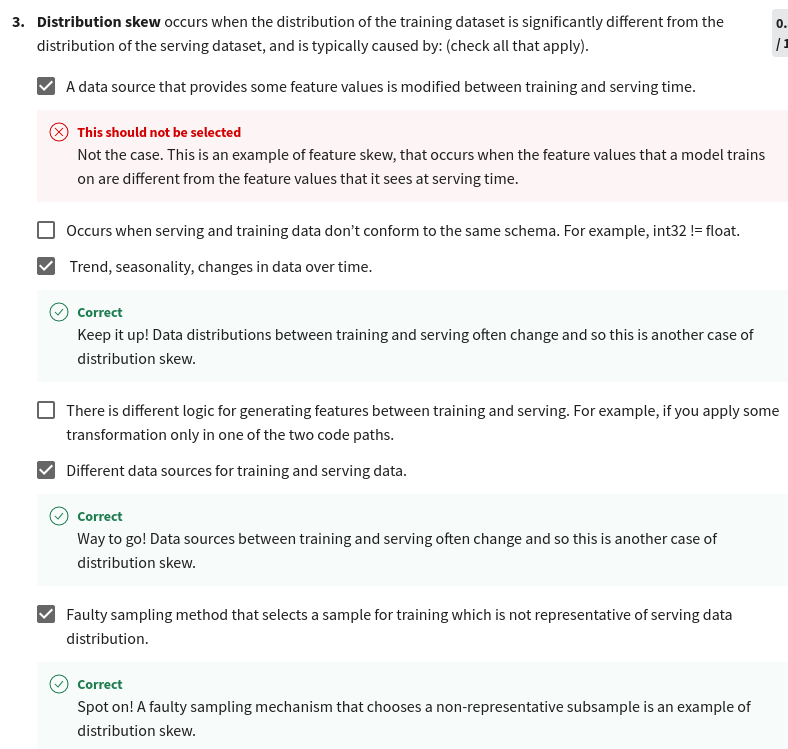 3. Distribution skew occurs when the distribution of the training dataset is significantly different from the
0.
distribution of the serving dataset, and is typically caused by: (check all that apply).
/ 1
A data source that provides some feature values is modified between training and serving time.
This should not be selected
Not the case. This is an example of feature skew, that occurs when the feature values that a model trains
on are different from the feature values that it sees at serving time.
Occurs when serving and training data don’t conform to the same schema. For example, int32 != float.
Trend, seasonality, changes in data over time.
Correct
Keep it up! Data distributions between training and serving often change and so this is another case of
distribution skew.
There is different logic for generating features between training and serving. For example, if you apply some
transformation only in one of the two code paths.
Different data sources for training and serving data.
Correct
Way to go! Data sources between training and serving often change and so this is another case of
distribution skew.
Faulty sampling method that selects a sample for training which is not representative of serving data
distribution.
Correct
Spot on! A faulty sampling mechanism that chooses a non-representative subsample is an example of
distribution skew.